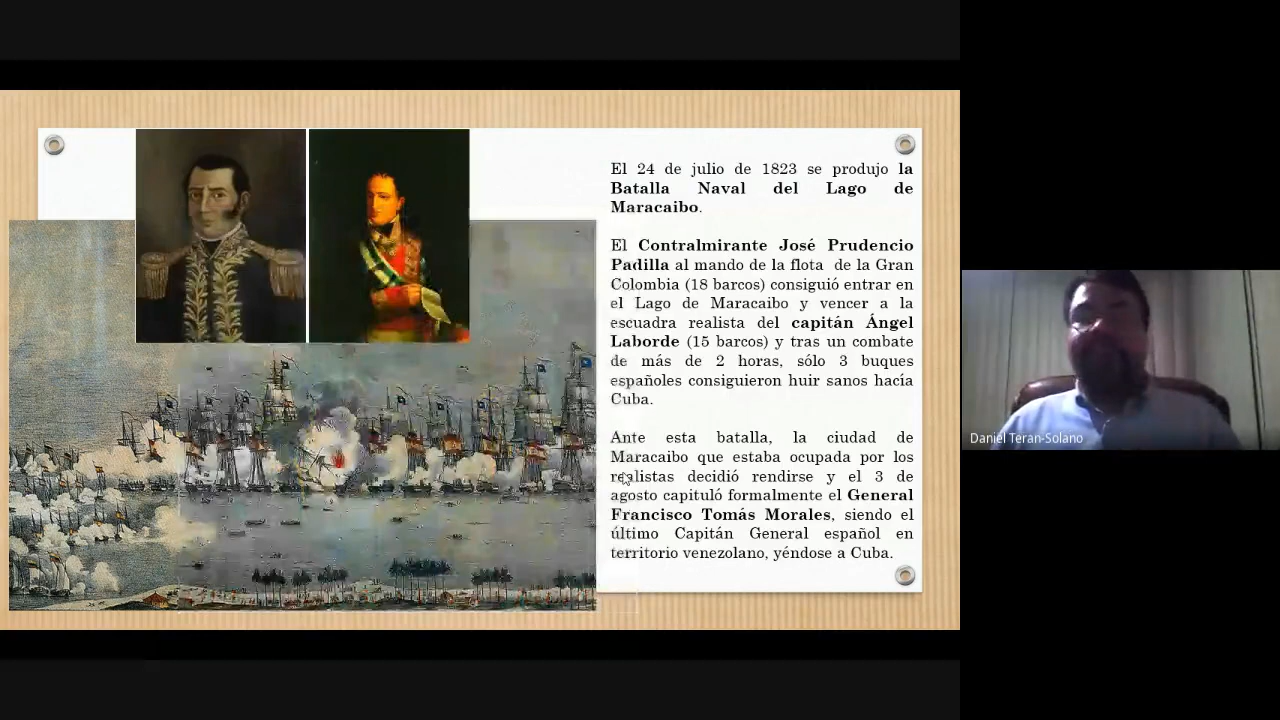 El 24 de julio de 1823 se produjo la
Batalla Naval del Lago de
Maracaibo.
El Contralmirante José Prudencio
Padilla al mando de la flota de la Gran
Colombia (18 barcos) consiguió entrar en
el Lago de Maracaibo y vencer a la
escuadra realista del capitán Ángel
Laborde (15 barcos) y tras un combate
de más de 2 horas, sólo 3 buques
españoles consiguieron huir sanos hacía
Cuba.
Ante esta batalla, la ciudad de
Maracaibo que estaba ocupada por los
realistas decidió rendirse y el 3 de
agosto capituló formalmente el General
Francisco Tomás Morales, siendo el
último Capitán General español en
territorio venezolano, yéndose a Cuba.
Daniel Teran-Solano